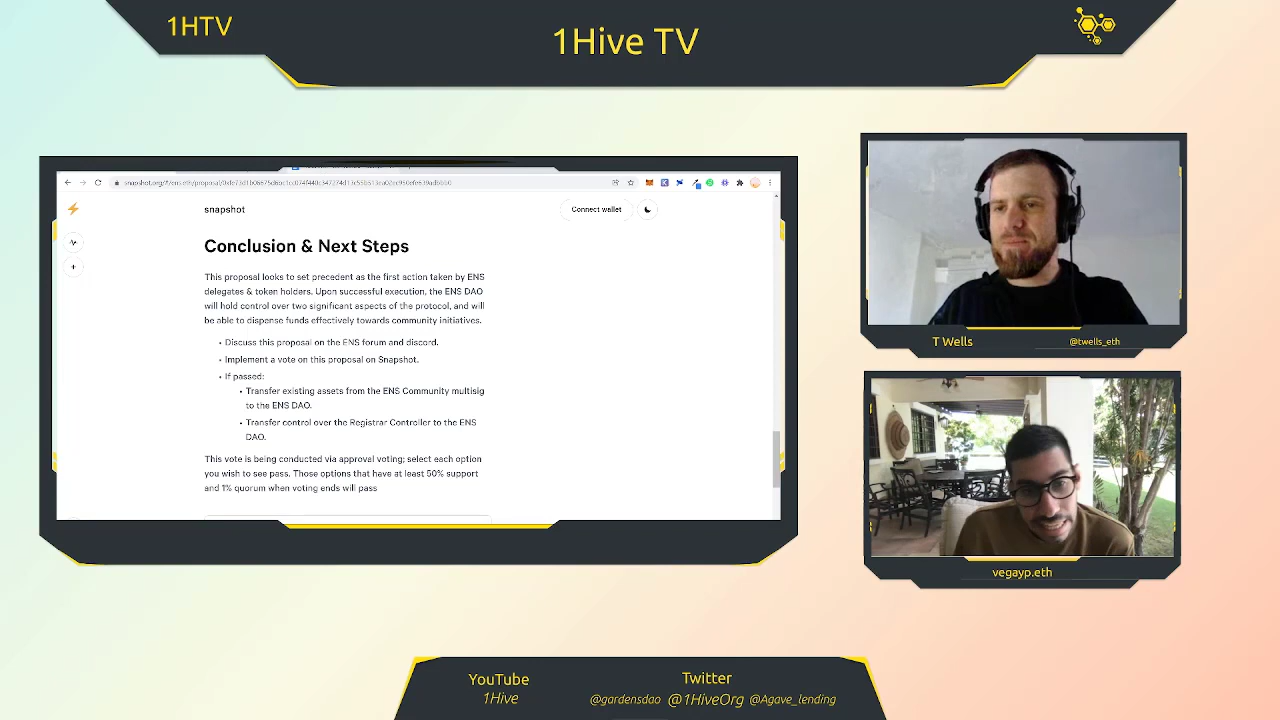 1HTV
1Hive TV
snapshot
Connect wallet
Conclusion & Next Steps
This proposal looks to set precedent as the first action taken by ENS
delegates & token holders. Upon successful execution, the ENS DAO
will hold control over two significant aspects of the protocol, and will
be able to dispense funds effectively towards community initiatives.
• Discuss this proposal on the ENS forum and discord.
• Implement a vote on this proposal on Snapshot.
• If passed:
• Transfer existing assets from the ENS Community multisig
to the ENS DAO.
• Transfer control over the Registrar Controller to the ENS
DAO.
This vote is being conducted via approval voting; select each option
you wish to see pass. Those options that have at least 50% support
and 1% quorum when voting ends will pass
T Wells
@twells_eth
vegayp.eth
YouTube
1Hive
Twitter
@gardensdao @1HiveOrg @Agave_lending